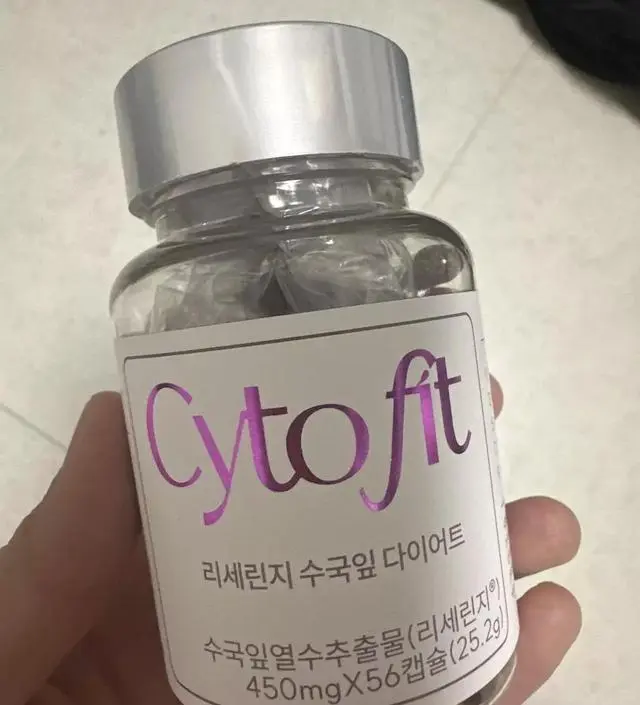 Cytofit
리세린지 수국잎 다이어트
수국잎열수추출물(리세린지®)
450mgX56캡슐(25.2g)